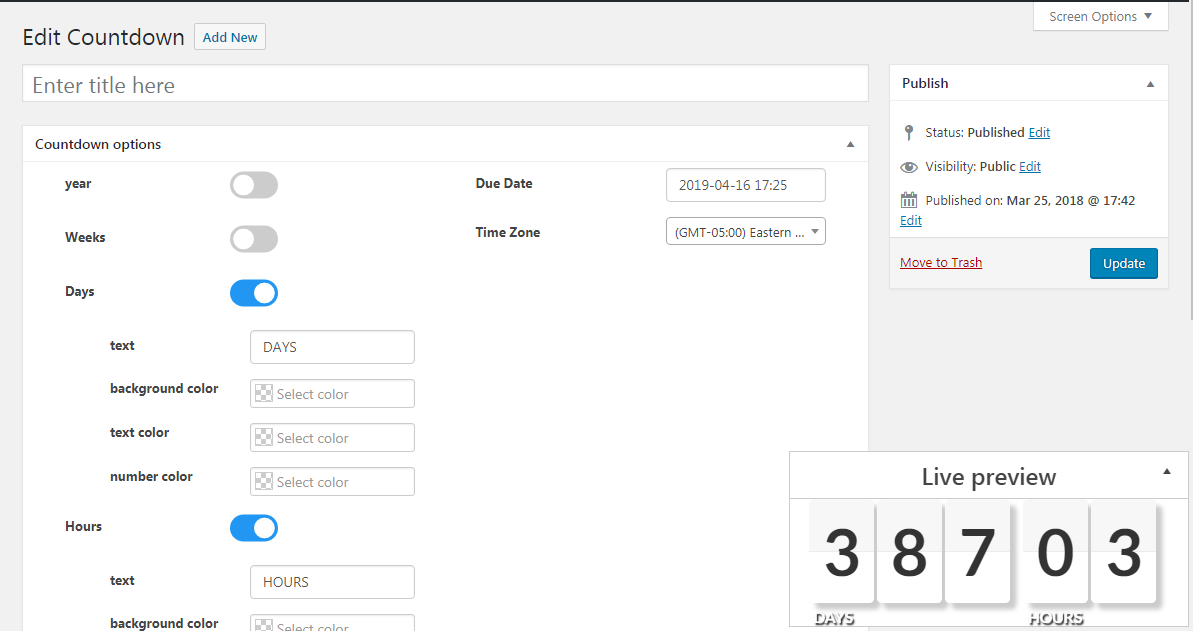 Screen Options
Edit Countdown Add New
Enter title here
Countdown options
year
Weeks
Days
text DAYS
background color Select color
text color Select color
number color Select color
Hours
text HOURS
background color Select color
Due Date 2019-04-16 17:25
Time Zone (GMT-05:00) Eastern ...
Publish
Status: Published Edit
Visibility: Public Edit
Published on: Mar 25, 2018 @ 17:42
Edit
Move to Trash Update
Live preview
3 8 7 0 3
DAYS HOURS